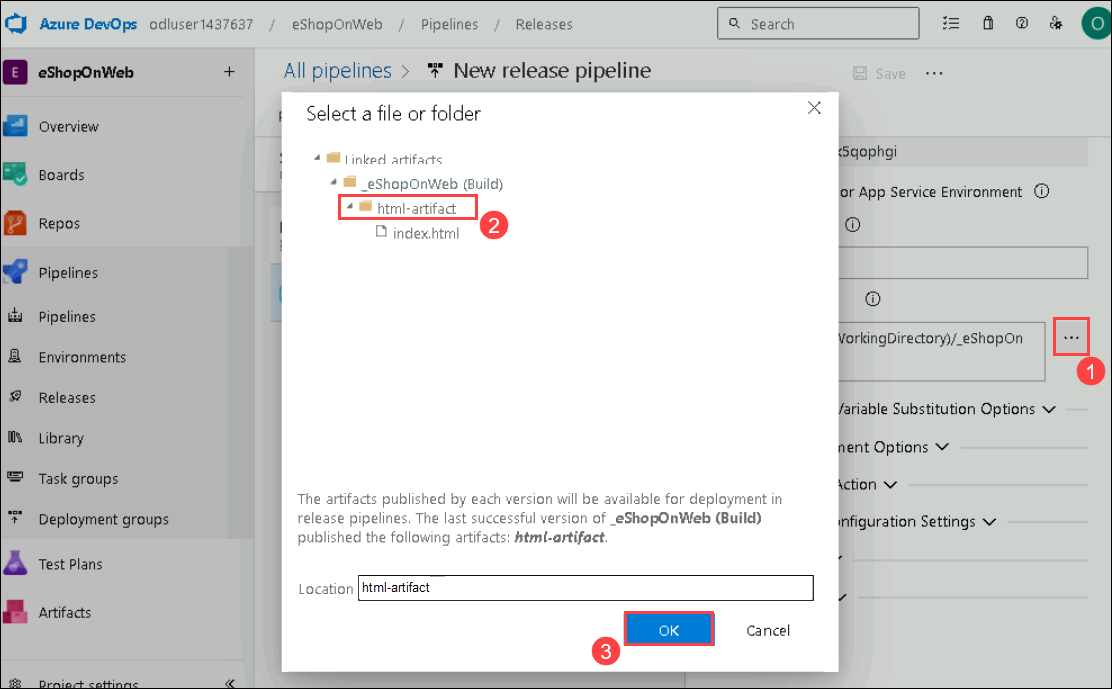 Azure DevOps odluser1437637 / eShopOnWeb / Pipelines / Releases Search O
E eShopOnWeb +
All pipelines > New release pipeline Save ...
Select a file or folder
Overview
Linked artifacts
k5qophgi
Boards
_eShopOnWeb (Build)
or App Service Environment
html-artifact 2
Repos
index.html
Pipelines
Pipelines
WorkingDirectory)/_eShopOn ...
1
Environments
Releases
Variable Substitution Options
Library
ment Options
Task groups
Action
The artifacts published by each version will be available for deployment in
release pipelines. The last successful version of _eShopOnWeb (Build)
published the following artifacts: html-artifact.
Deployment groups
nfiguration Settings
Test Plans
Location html-artifact
Artifacts
3 OK Cancel
Project settings